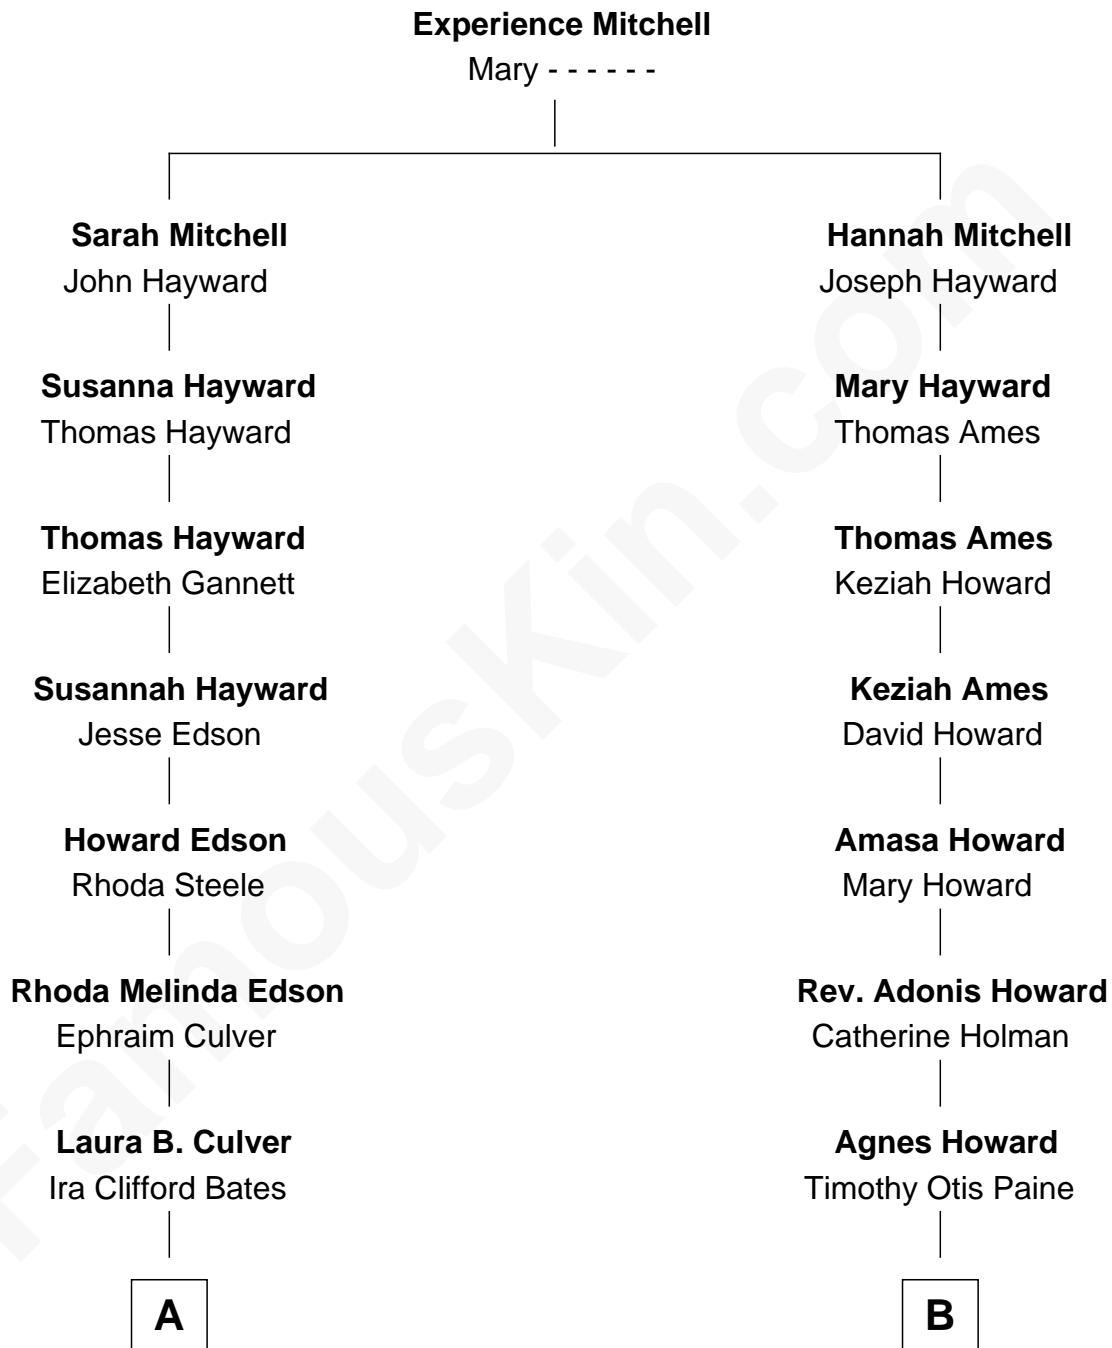 Experience Mitchell
Mary - - - - - -
Sarah Mitchell
John Hayward
Hannah Mitchell
Joseph Hayward
Susanna Hayward
Thomas Hayward
Mary Hayward
Thomas Ames
Thomas Hayward
Elizabeth Gannett
Thomas Ames
Keziah Howard
Susannah Hayward
Jesse Edson
Keziah Ames
David Howard
Howard Edson
Rhoda Steele
Amasa Howard
Mary Howard
Rhoda Melinda Edson
Ephraim Culver
Rev. Adonis Howard
Catherine Holman
Laura B. Culver
Ira Clifford Bates
Agnes Howard
Timothy Otis Paine
A
B
FamousKin.com